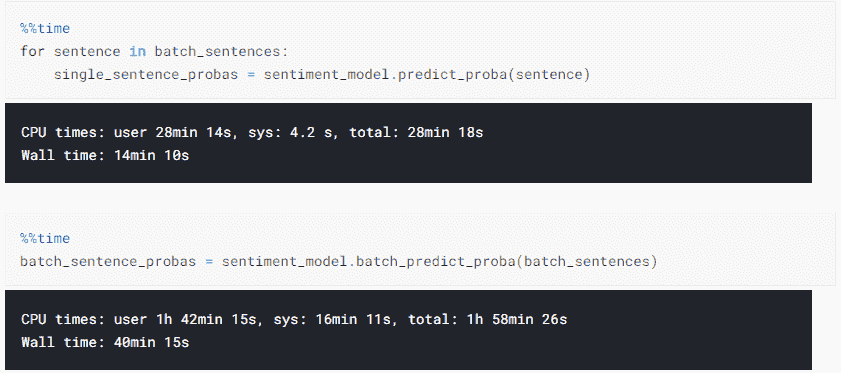 %%time
for sentence in batch_sentences:
    single_sentence_probas = sentiment_model.predict_proba(sentence)
CPU times: user 28min 14s, sys: 4.2 s, total: 28min 18s
Wall time: 14min 10s
%%time
batch_sentence_probas = sentiment_model.batch_predict_proba(batch_sentences)
CPU times: user 1h 42min 15s, sys: 16min 11s, total: 1h 58min 26s
Wall time: 40min 15s